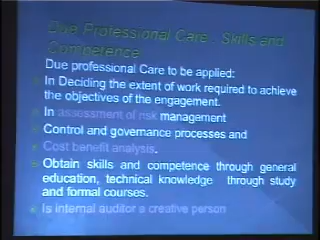 Due Professional Care , Skills and
Competence
Due professional Care to be applied:
In Deciding the extent of work required to achieve
the objectives of the engagement.
In assessment of risk management
Control and governance processes and
Cost benefit analysis.
Obtain skills and competence through general
education, technical knowledge through study
and formal courses.
Is internal auditor a creative person